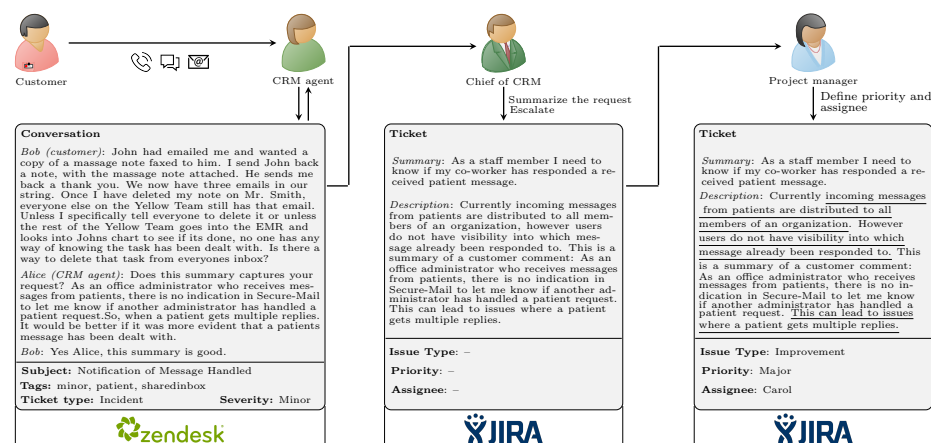 Customer
CRM agent
Chief of CRM
Project manager
Summarize the request
Escalate
Define priority and
assignee
Conversation
Bob (customer): John had emailed me and wanted a
copy of a massage note faxed to him. I send John back
a note, with the massage note attached. He sends me
back a thank you. We now have three emails in our
string. Once I have deleted my note on Mr. Smith,
everyone else on the Yellow Team still has that email.
Unless I specifically tell everyone to delete it or unless
the rest of the Yellow Team goes into the EMR and
looks into Johns chart to see if its done, no one has any
way of knowing the task has been dealt with. Is there a
way to delete that task from everyones inbox?
Alice (CRM agent): Does this summary captures your
request? As an office administrator who receives mes-
sages from patients, there is no indication in Secure-Mail
to let me know if another administrator has handled a
patient request.So, when a patient gets multiple replies.
It would be better if it was more evident that a patients
message has been dealt with.
Bob: Yes Alice, this summary is good.
Subject: Notification of Message Handled
Tags: minor, patient, sharedinbox
Ticket type: Incident Severity: Minor
zendesk
Ticket
Summary: As a staff member I need to
know if my co-worker has responded a re-
ceived patient message.
Description: Currently incoming messages
from patients are distributed to all mem-
bers of an organization, however users
do not have visibility into which mes-
sage already been responded to. This is a
summary of a customer comment: As an
office administrator who receives messages
from patients, there is no indication in
Secure-Mail to let me know if another ad-
ministrator has handled a patient request.
This can lead to issues where a patient
gets multiple replies.
Issue Type: –
Priority: –
Assignee: –
JIRA
Ticket
Summary: As a staff member I need to
know if my co-worker has responded a re-
ceived patient message.
Description: Currently incoming messages
from patients are distributed to all
members of an organization. However
users do not have visibility into which
message already been responded to. This
is a summary of a customer comment:
As an office administrator who receives
messages from patients, there is no in-
dication in Secure-Mail to let me know
if another administrator has handled a
patient request. This can lead to issues
where a patient gets multiple replies.
Issue Type: Improvement
Priority: Major
Assignee: Carol
JIRA